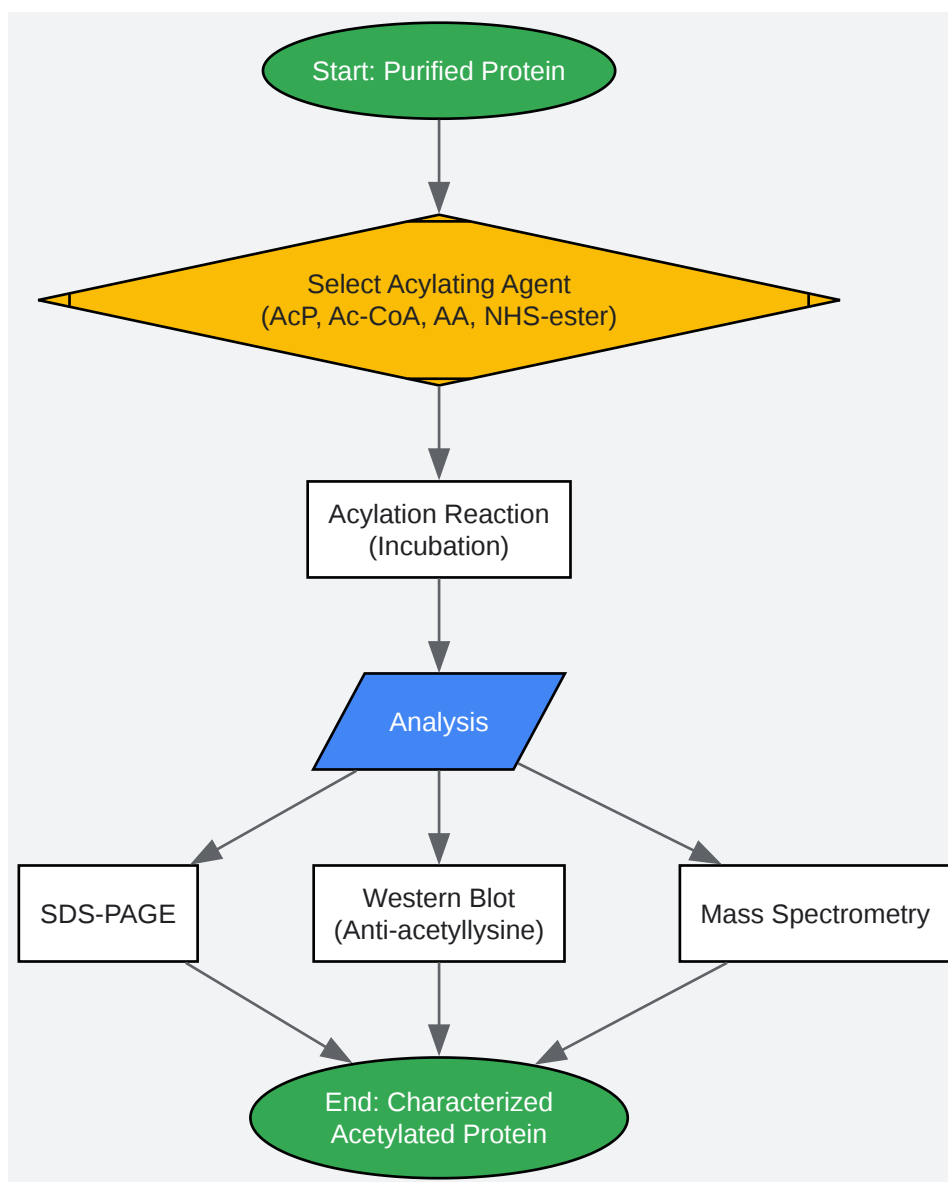 Start: Purified Protein
Select Acylating Agent
(AcP, Ac-CoA, AA, NHS-ester)
Acylation Reaction
(Incubation)
Analysis
SDS-PAGE
Western Blot
(Anti-acetyllysine)
Mass Spectrometry
End: Characterized
Acetylated Protein